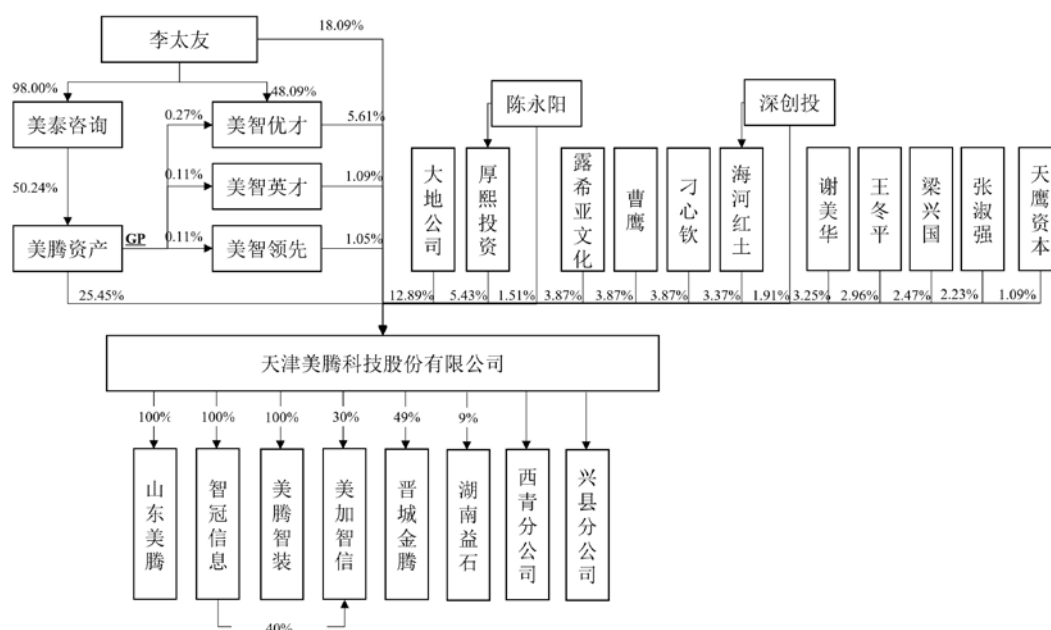 李太友
18.09%
98.00%
48.09%
美泰咨询
0.27%
美智优才
5.61%
陈永阳
深创投
50.24%
0.11%
美智英才
1.09%
美腾资产
GP
0.11%
美智领先
1.05%
大地公司
厚熙投资
露希亚文化
曹鹰
刁心钦
海河红土
谢美华
王冬平
梁兴国
张淑强
天鹰资本
25.45%
12.89%
5.43%
1.51%
3.87%
3.87%
3.87%
3.37%
1.91%
3.25%
2.96%
2.47%
2.23%
1.09%
天津美腾科技股份有限公司
100%
100%
100%
30%
49%
9%
山东美腾
智冠信息
美腾智装
美加智信
晋城金腾
湖南益石
西青分公司
兴县分公司
40%